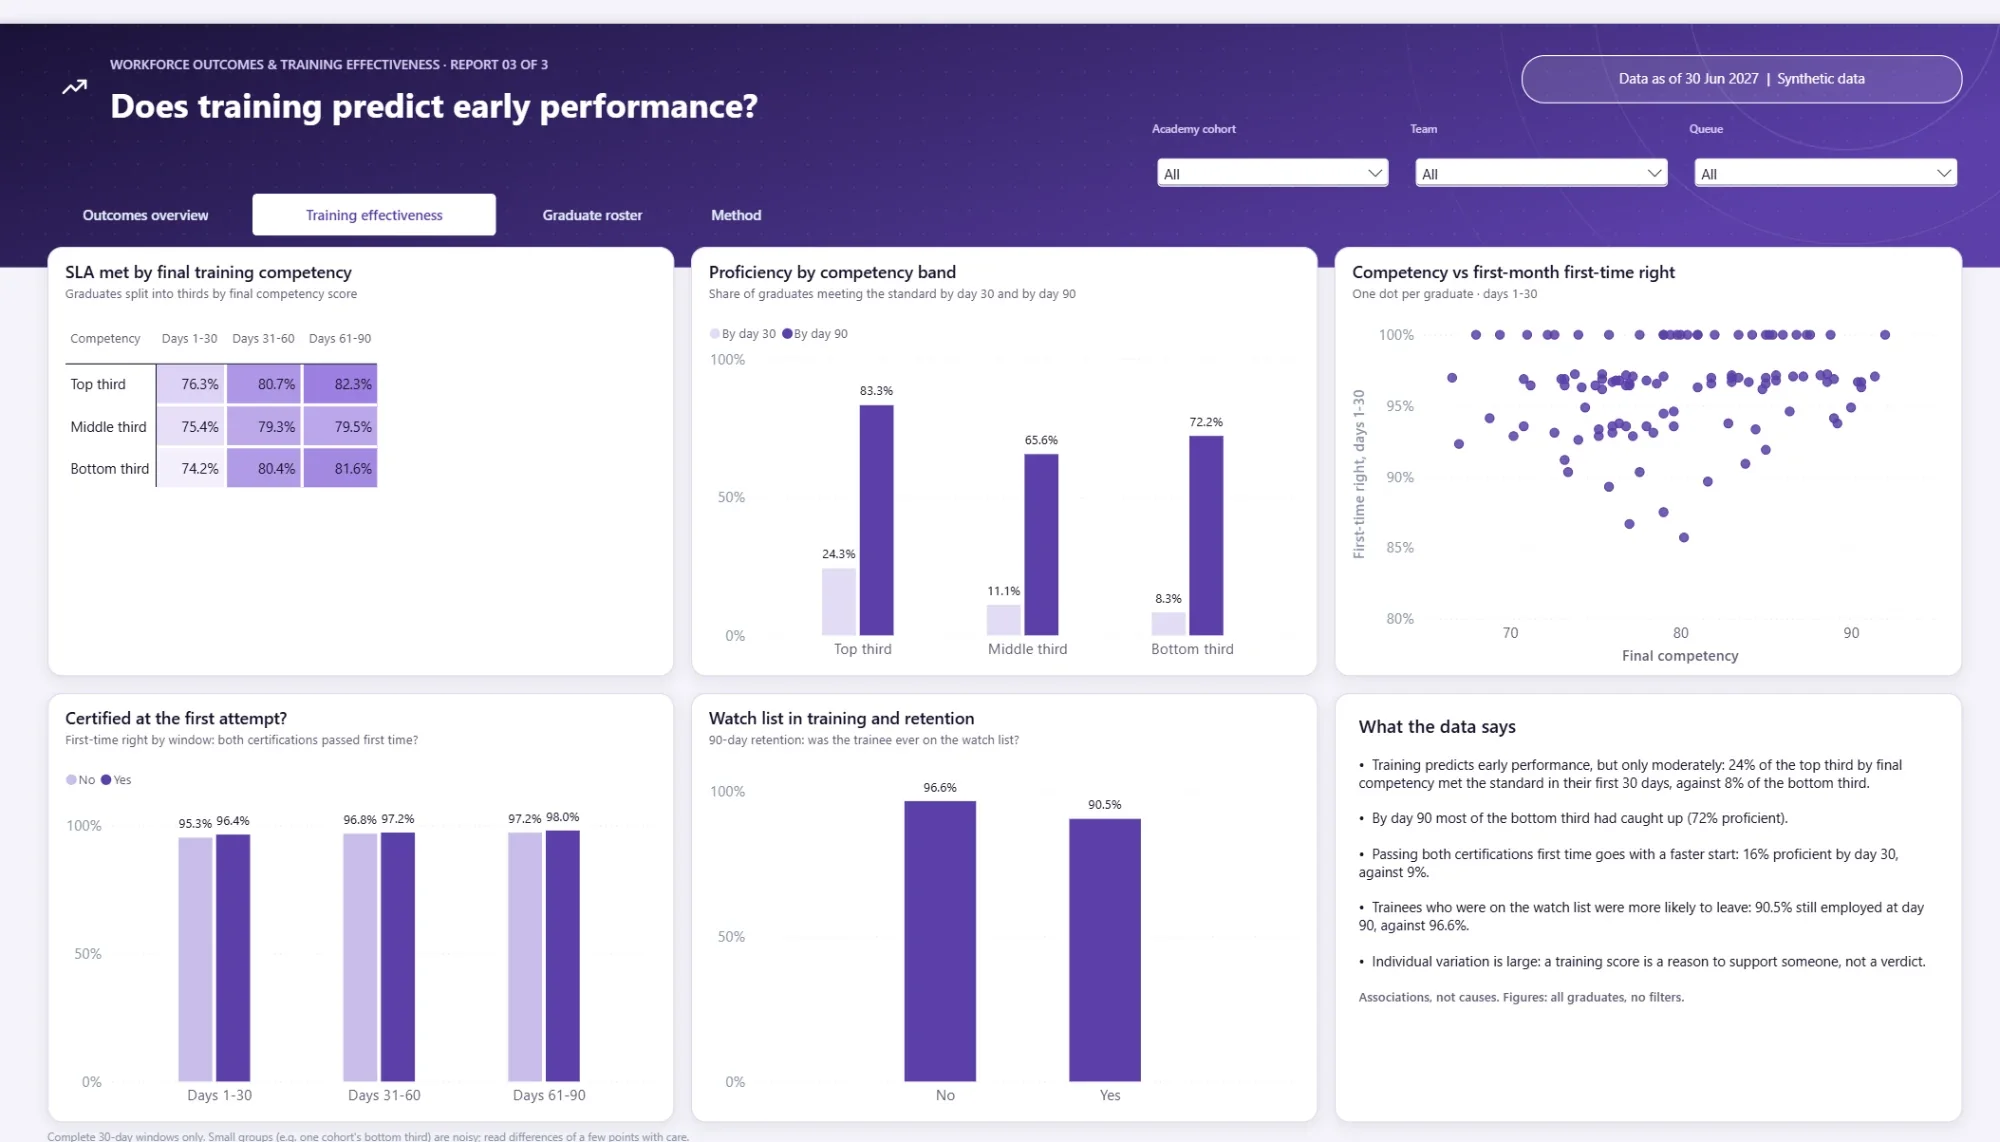 WORKFORCE OUTCOMES & TRAINING EFFECTIVENESS · REPORT 03 OF 3
Does training predict early performance?
Data as of 30 Jun 2027 | Synthetic data
Academy cohort
Team
Queue
All
All
All
Outcomes overview
Training effectiveness
Graduate roster
Method
SLA met by final training competency
Graduates split into thirds by final competency score
Competency Days 1-30 Days 31-60 Days 61-90
Top third 76.3% 80.7% 82.3%
Middle third 75.4% 79.3% 79.5%
Bottom third 74.2% 80.4% 81.6%
Proficiency by competency band
Share of graduates meeting the standard by day 30 and by day 90
By day 30 By day 90
100%
50%
0%
24.3% 83.3%
11.1% 65.6%
8.3% 72.2%
Top third Middle third Bottom third
Competency vs first-month first-time right
One dot per graduate · days 1-30
First-time right, days 1-30
100%
95%
90%
85%
80%
70 80 90
Final competency
Certified at the first attempt?
First-time right by window: both certifications passed first time?
No Yes
100%
50%
0%
95.3% 96.4% 96.8% 97.2% 97.2% 98.0%
Days 1-30 Days 31-60 Days 61-90
Watch list in training and retention
90-day retention: was the trainee ever on the watch list?
100%
50%
0%
96.6% 90.5%
No Yes
What the data says
• Training predicts early performance, but only moderately: 24% of the top third by final
competency met the standard in their first 30 days, against 8% of the bottom third.
• By day 90 most of the bottom third had caught up (72% proficient).
• Passing both certifications first time goes with a faster start: 16% proficient by day 30,
against 9%.
• Trainees who were on the watch list were more likely to leave: 90.5% still employed at day
90, against 96.6%.
• Individual variation is large: a training score is a reason to support someone, not a verdict.
Associations, not causes. Figures: all graduates, no filters.
Complete 30-day windows only. Small groups (e.g. one cohort's bottom third) are noisy; read differences of a few points with care.